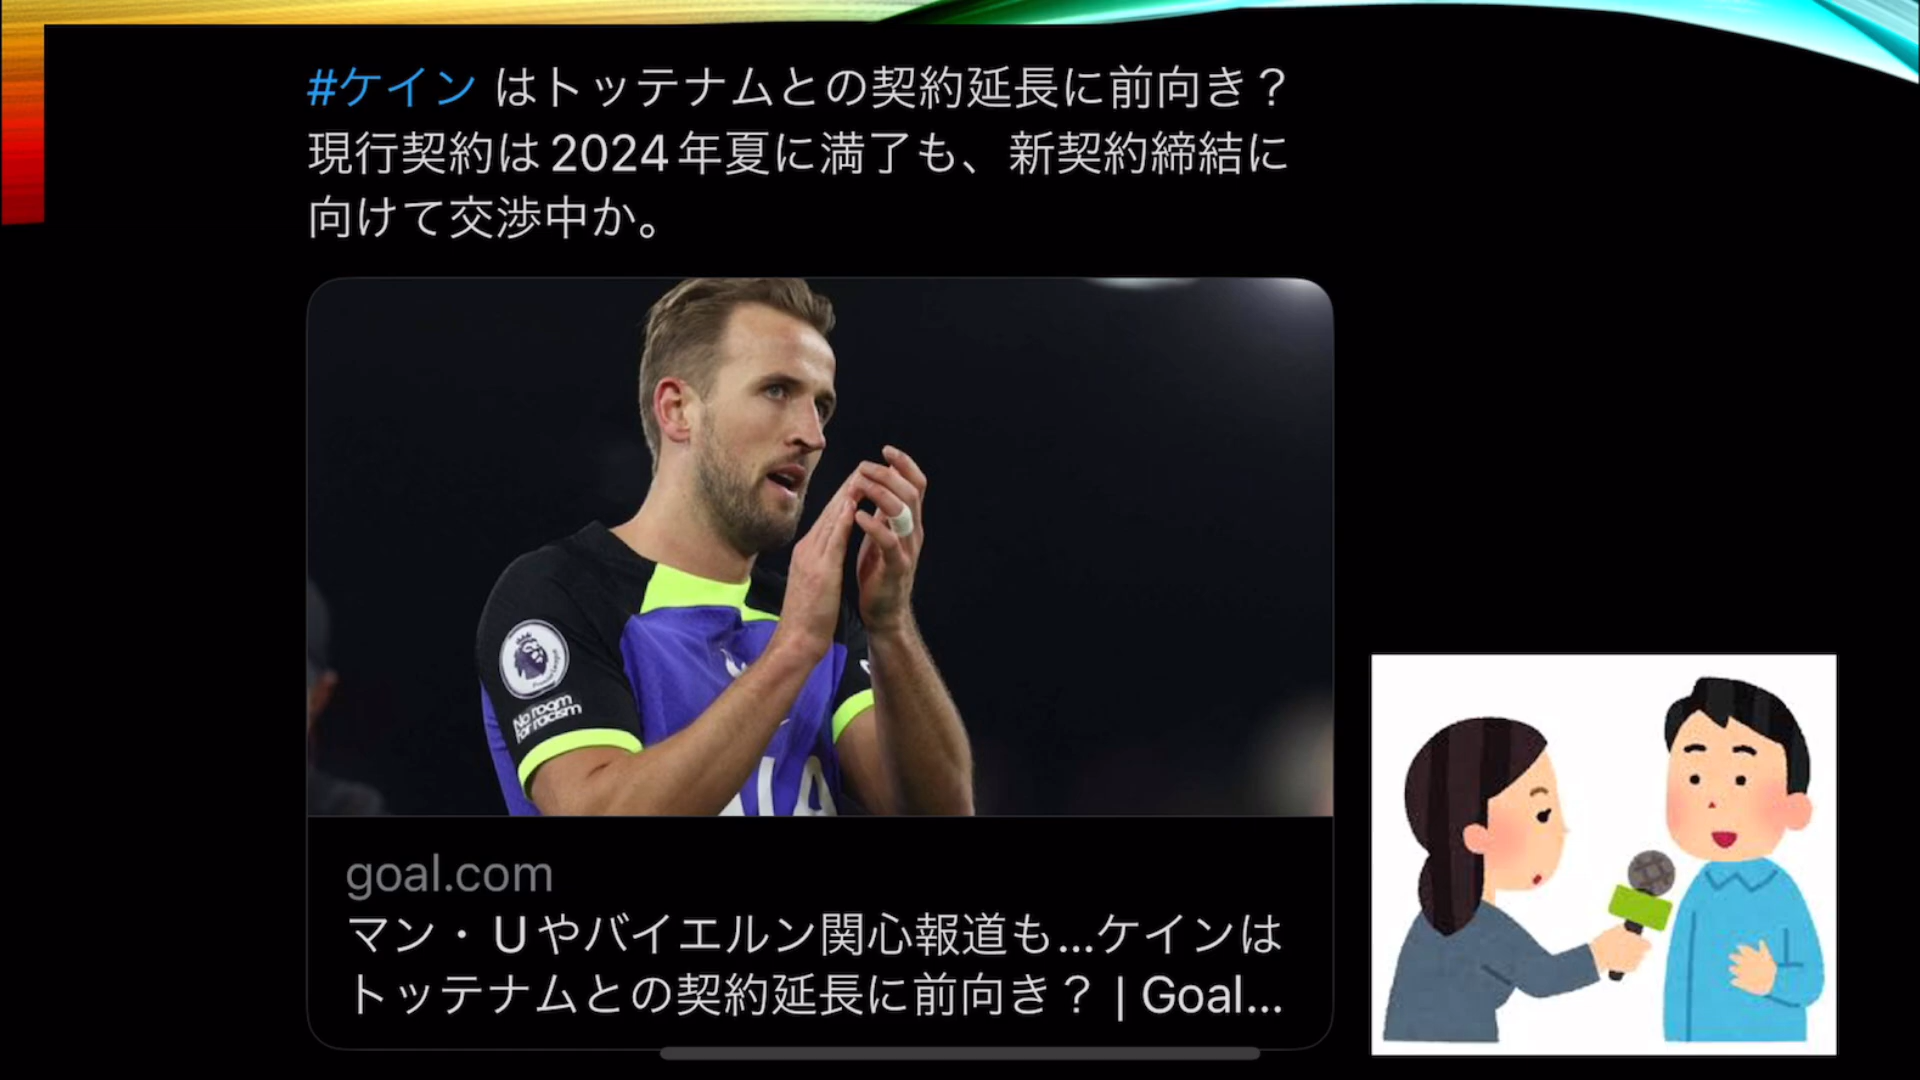 #ケイン はトッテナムとの契約延長に前向き？
現行契約は2024年夏に満了も、新契約締結に
向けて交渉中か。
No room
for racism
goal.com
マン・Uやバイエルン関心報道も...ケインは
トッテナムとの契約延長に前向き？ | Goal...